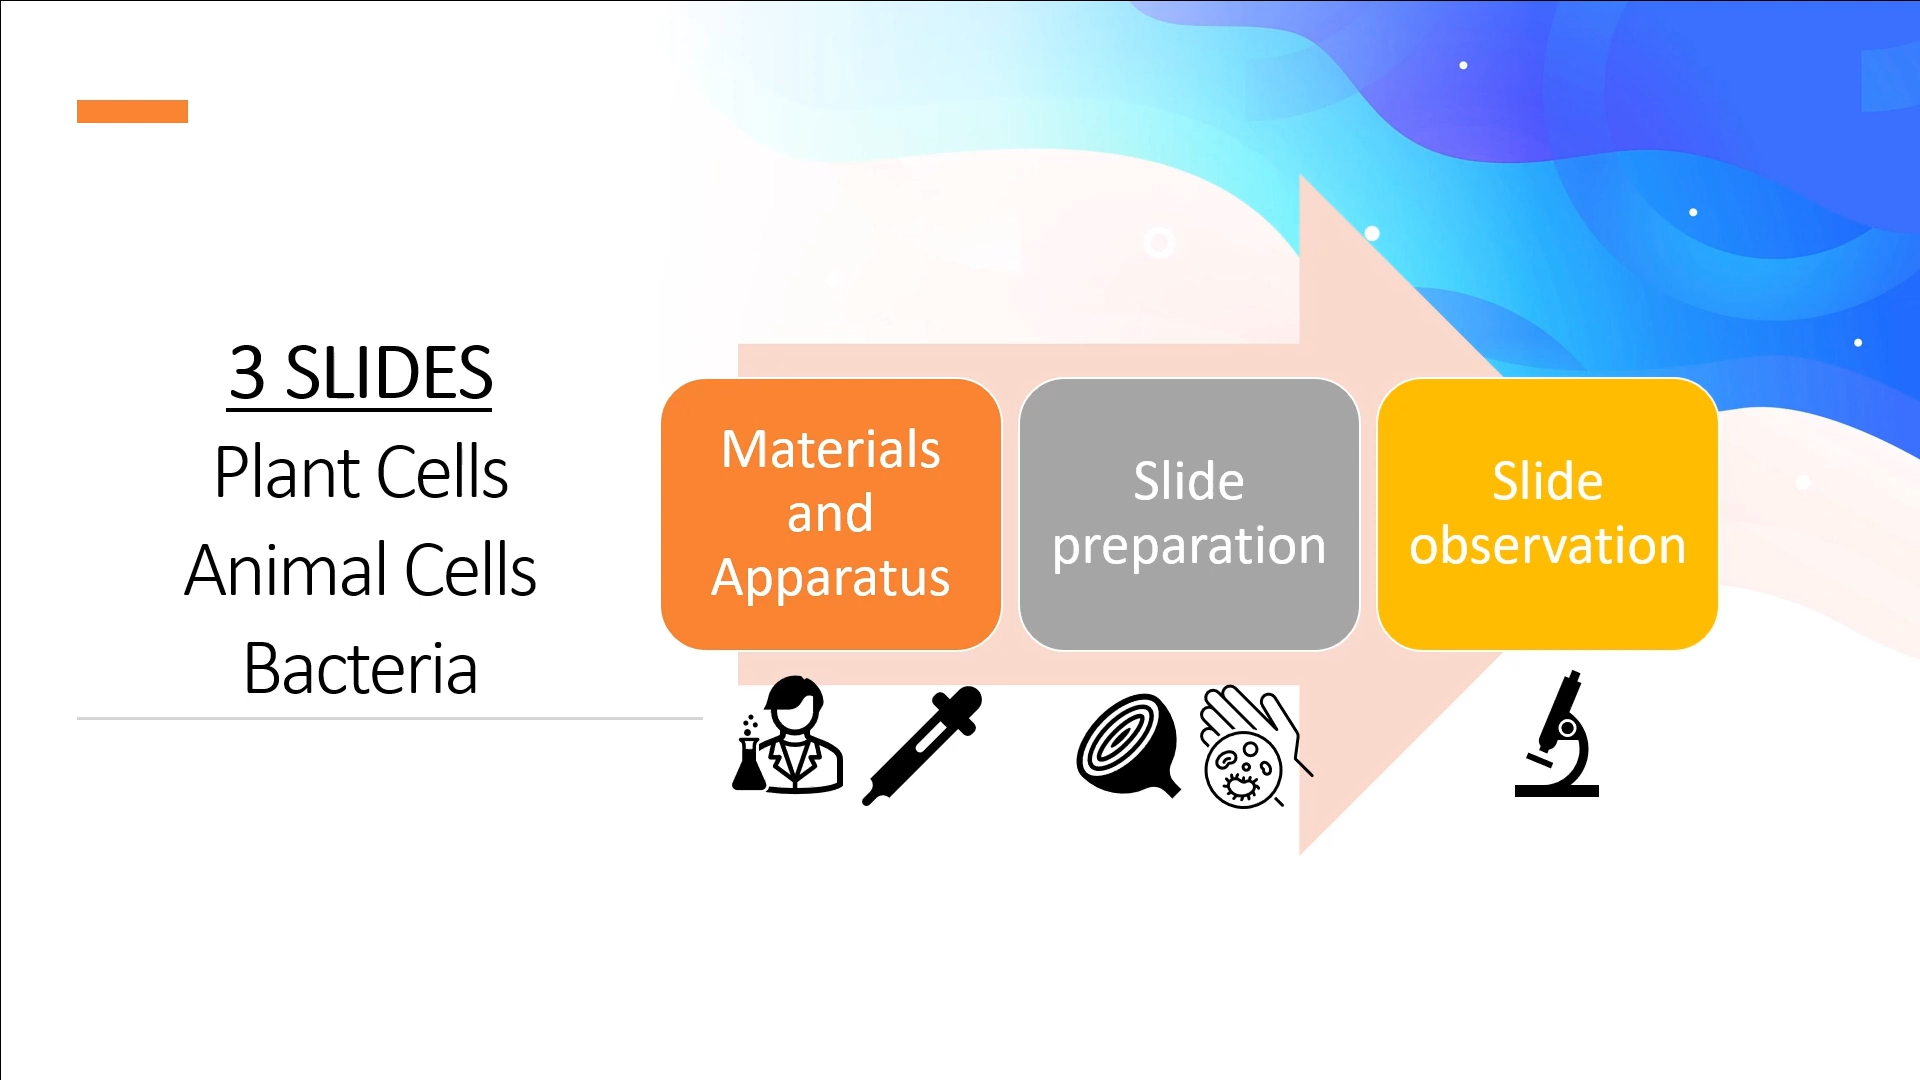 3 SLIDES
Plant Cells
Animal Cells
Bacteria
Materials
and
Apparatus
Slide
preparation
Slide
observation